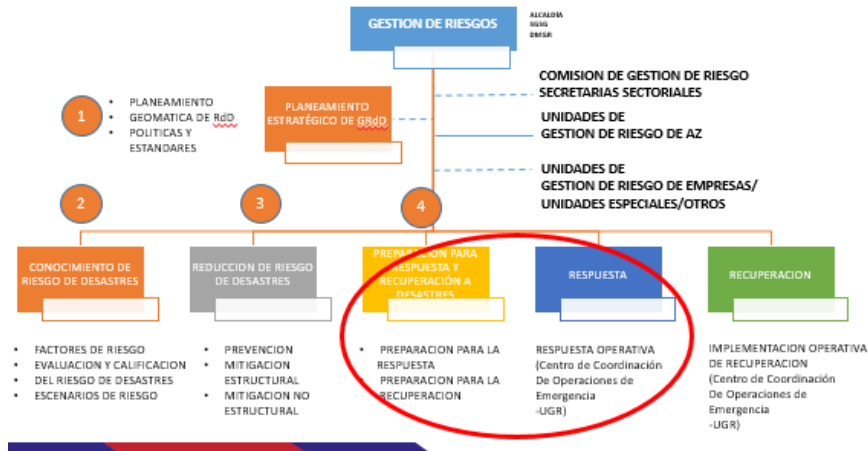 GESTION DE RIESGOS
ALCALDIA
SGSG
DMGR
COMISION DE GESTION DE RIESGO
SECRETARIAS SECTORIALES
UNIDADES DE
GESTION DE RIESGO DE AZ
UNIDADES DE
GESTION DE RIESGO DE EMPRESAS/
UNIDADES ESPECIALES/OTROS
1
• PLANEAMIENTO
• GEOMATICA DE RdD
• POLITICAS Y
ESTANDARES
PLANEAMIENTO
ESTRATÉGICO DE GRdD
2
3
4
CONOCIMIENTO DE
RIESGO DE DESASTRES
REDUCCION DE RIESGO
DE DESASTRES
PREPARACION PARA
RESPUESTA Y
RECUPERACIÓN A
DESASTRES
RESPUESTA
RECUPERACION
• FACTORES DE RIESGO
• EVALUACION Y CALIFICACION
• DEL RIESGO DE DESASTRES
• ESCENARIOS DE RIESGO
• PREVENCION
• MITIGACION
ESTRUCTURAL
• MITIGACION NO
ESTRUCTURAL
• PREPARACION PARA LA
RESPUESTA
• PREPARACION PARA LA
RECUPERACION
RESPUESTA OPERATIVA
(Centro de Coordinación
De Operaciones de
Emergencia
-UGR)
IMPLEMENTACION OPERATIVA
DE RECUPERACION
(Centro de Coordinación
De Operaciones de
Emergencia
-UGR)